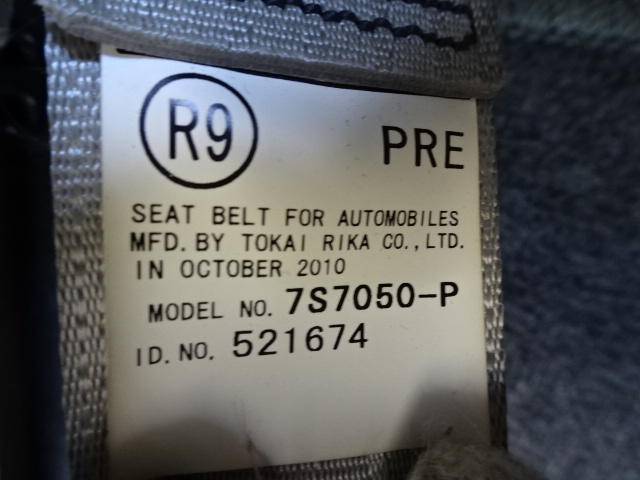 R9 PRE
SEAT BELT FOR AUTOMOBILES
MFD. BY TOKAI RIKA CO., LTD.
IN OCTOBER 2010
MODEL NO. 7S7050-P
ID. NO. 521674